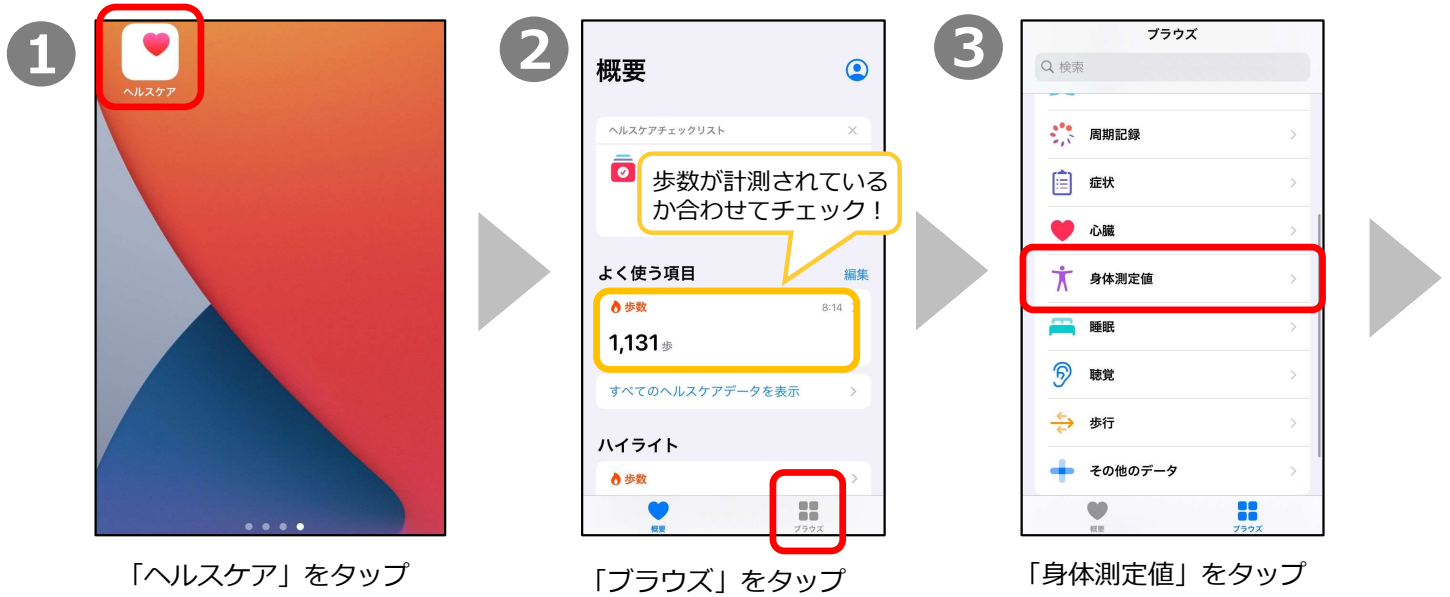 1
ヘルスケア
「ヘルスケア」をタップ
2
概要
ヘルスケアチェックリスト
歩数が計測されている
か合わせてチェック！
よく使う項目
編集
歩数
8:14
1,131 歩
すべてのヘルスケアデータを表示
ハイライト
歩数
概要
ブラウズ
「ブラウズ」をタップ
3
ブラウズ
検索
周期記録
症状
心臓
身体測定値
睡眠
聴覚
歩行
その他のデータ
概要
ブラウズ
「身体測定値」をタップ